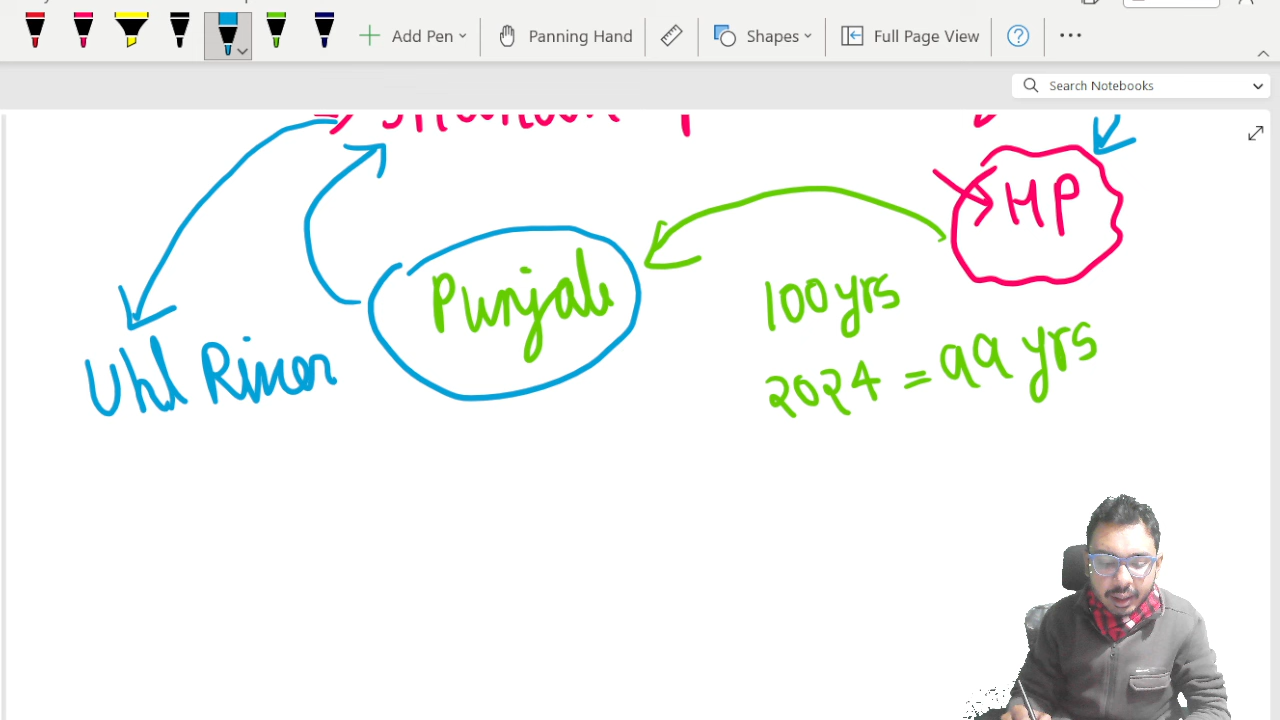 Add Pen
Panning Hand
Shapes
Full Page View
Search Notebooks
HP
Punjab
100 yrs
2024 = 99 yrs
Uhl River